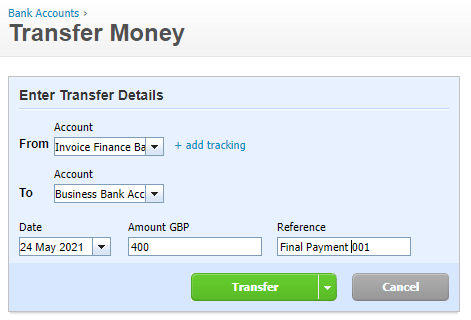 Bank Accounts ›
Transfer Money
Enter Transfer Details
Account
From Invoice Finance Ba + add tracking
Account
To Business Bank Acc
Date Amount GBP Reference
24 May 2021 400 Final Payment 001
Transfer Cancel